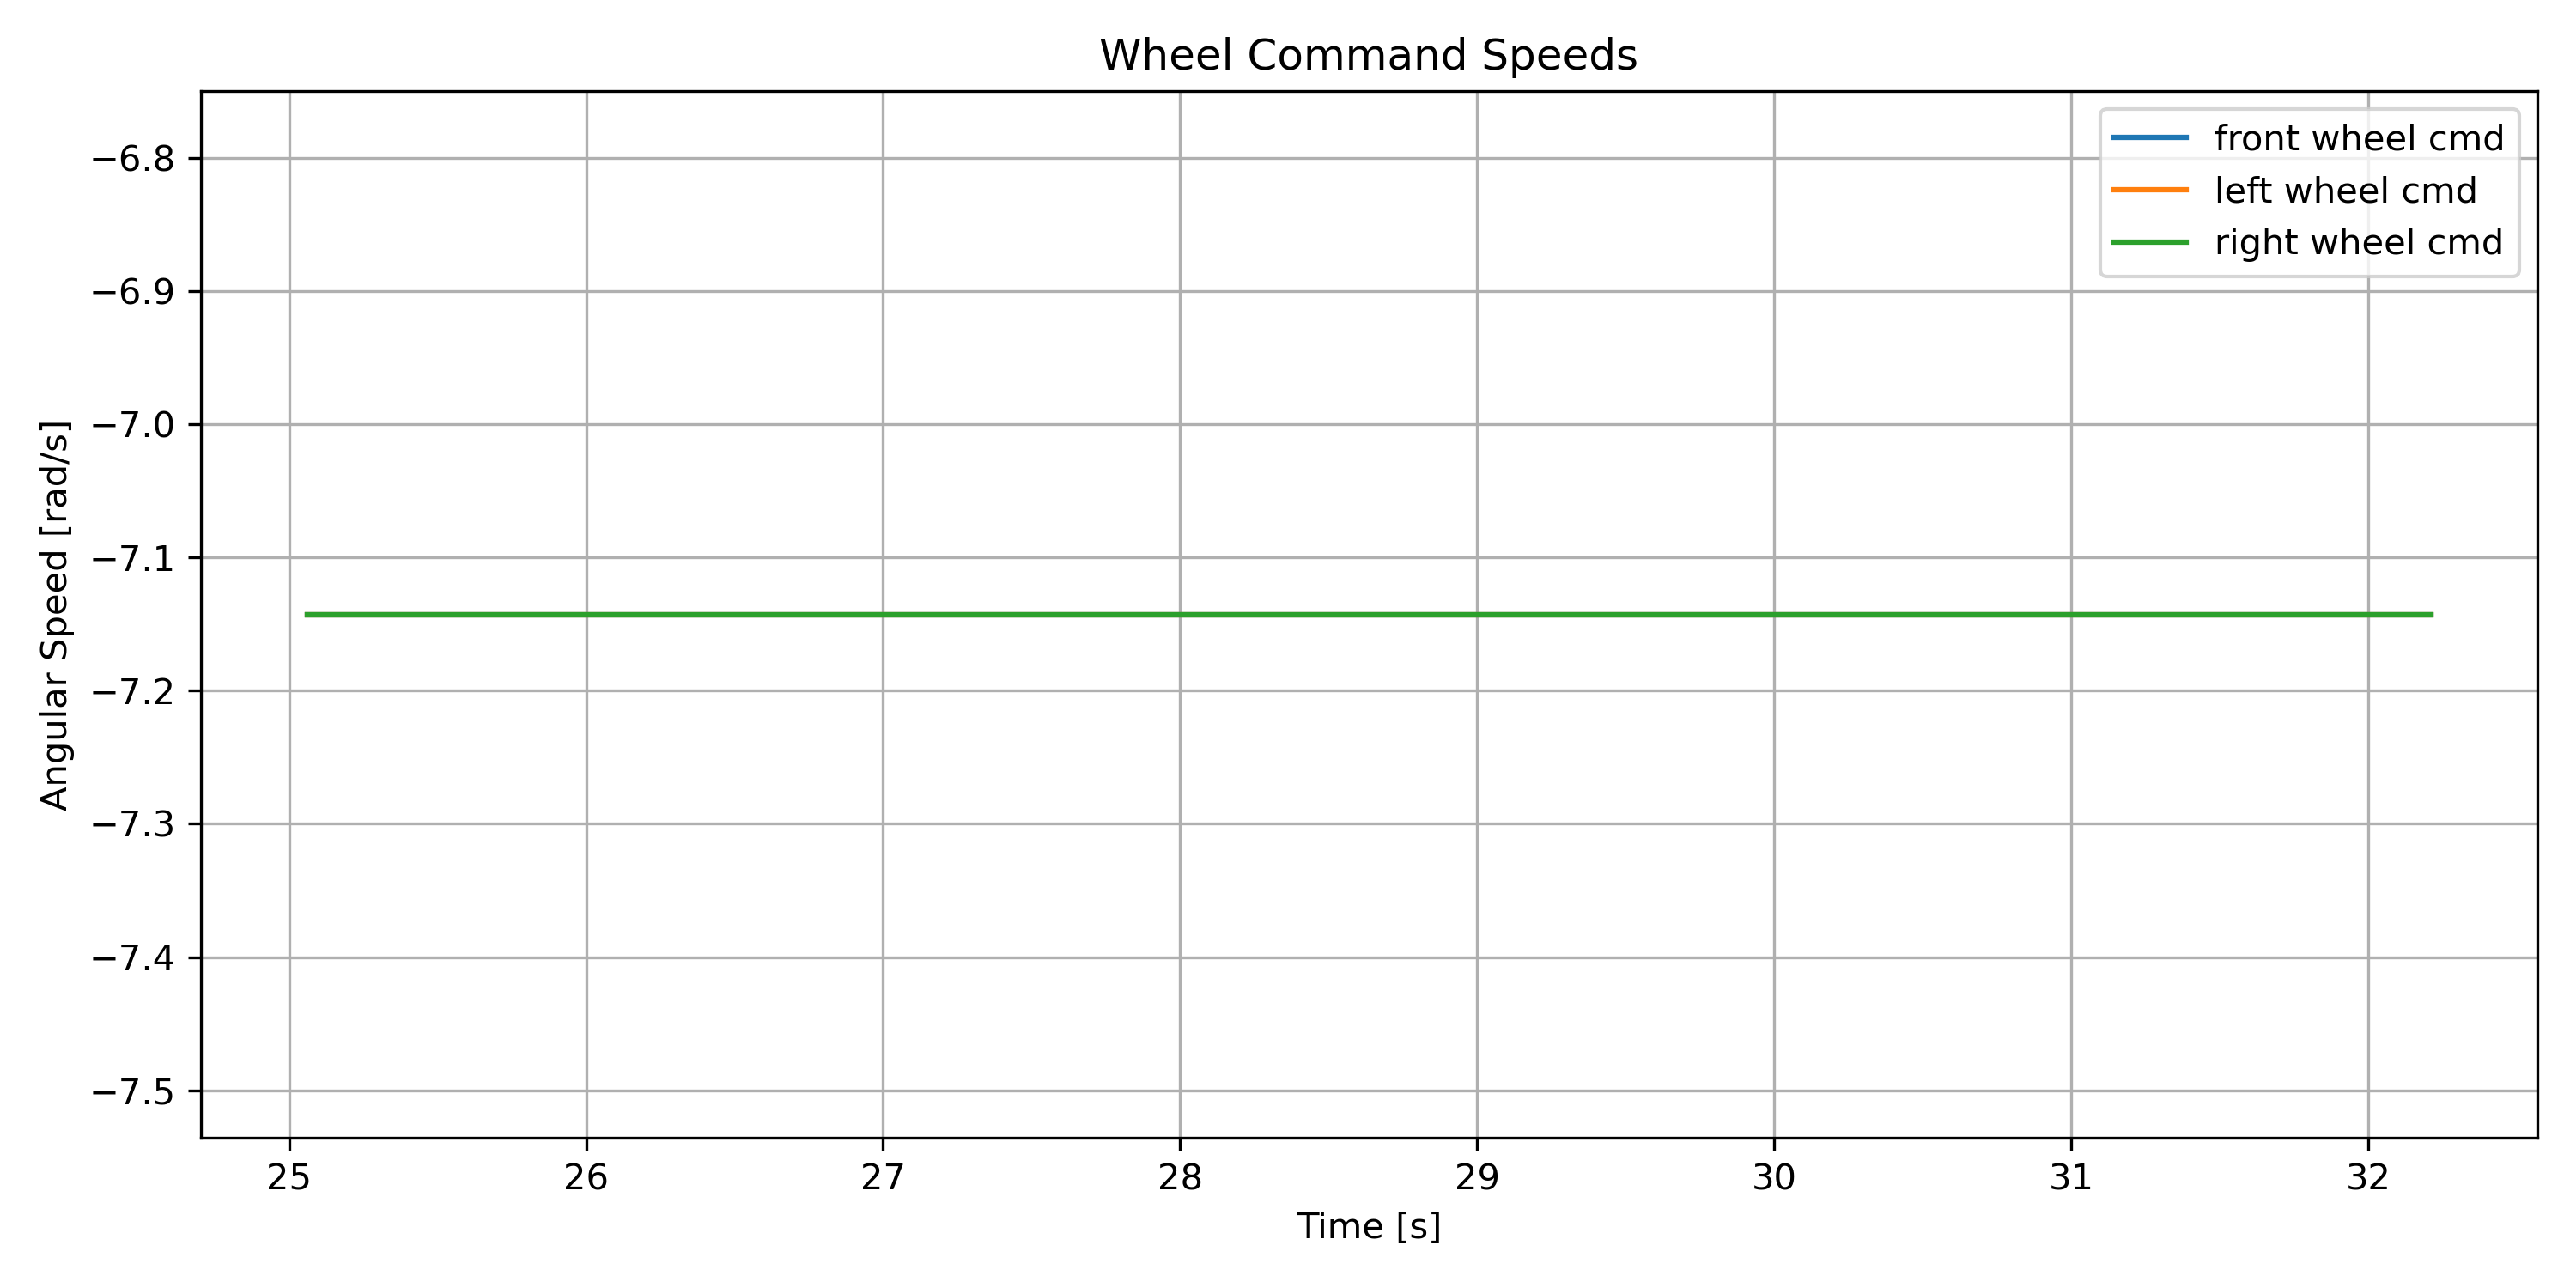 Wheel Command Speeds
front wheel cmd
left wheel cmd
right wheel cmd
Angular Speed [rad/s]
−6.8
−6.9
−7.0
−7.1
−7.2
−7.3
−7.4
−7.5
25 26 27 28 29 30 31 32
Time [s]